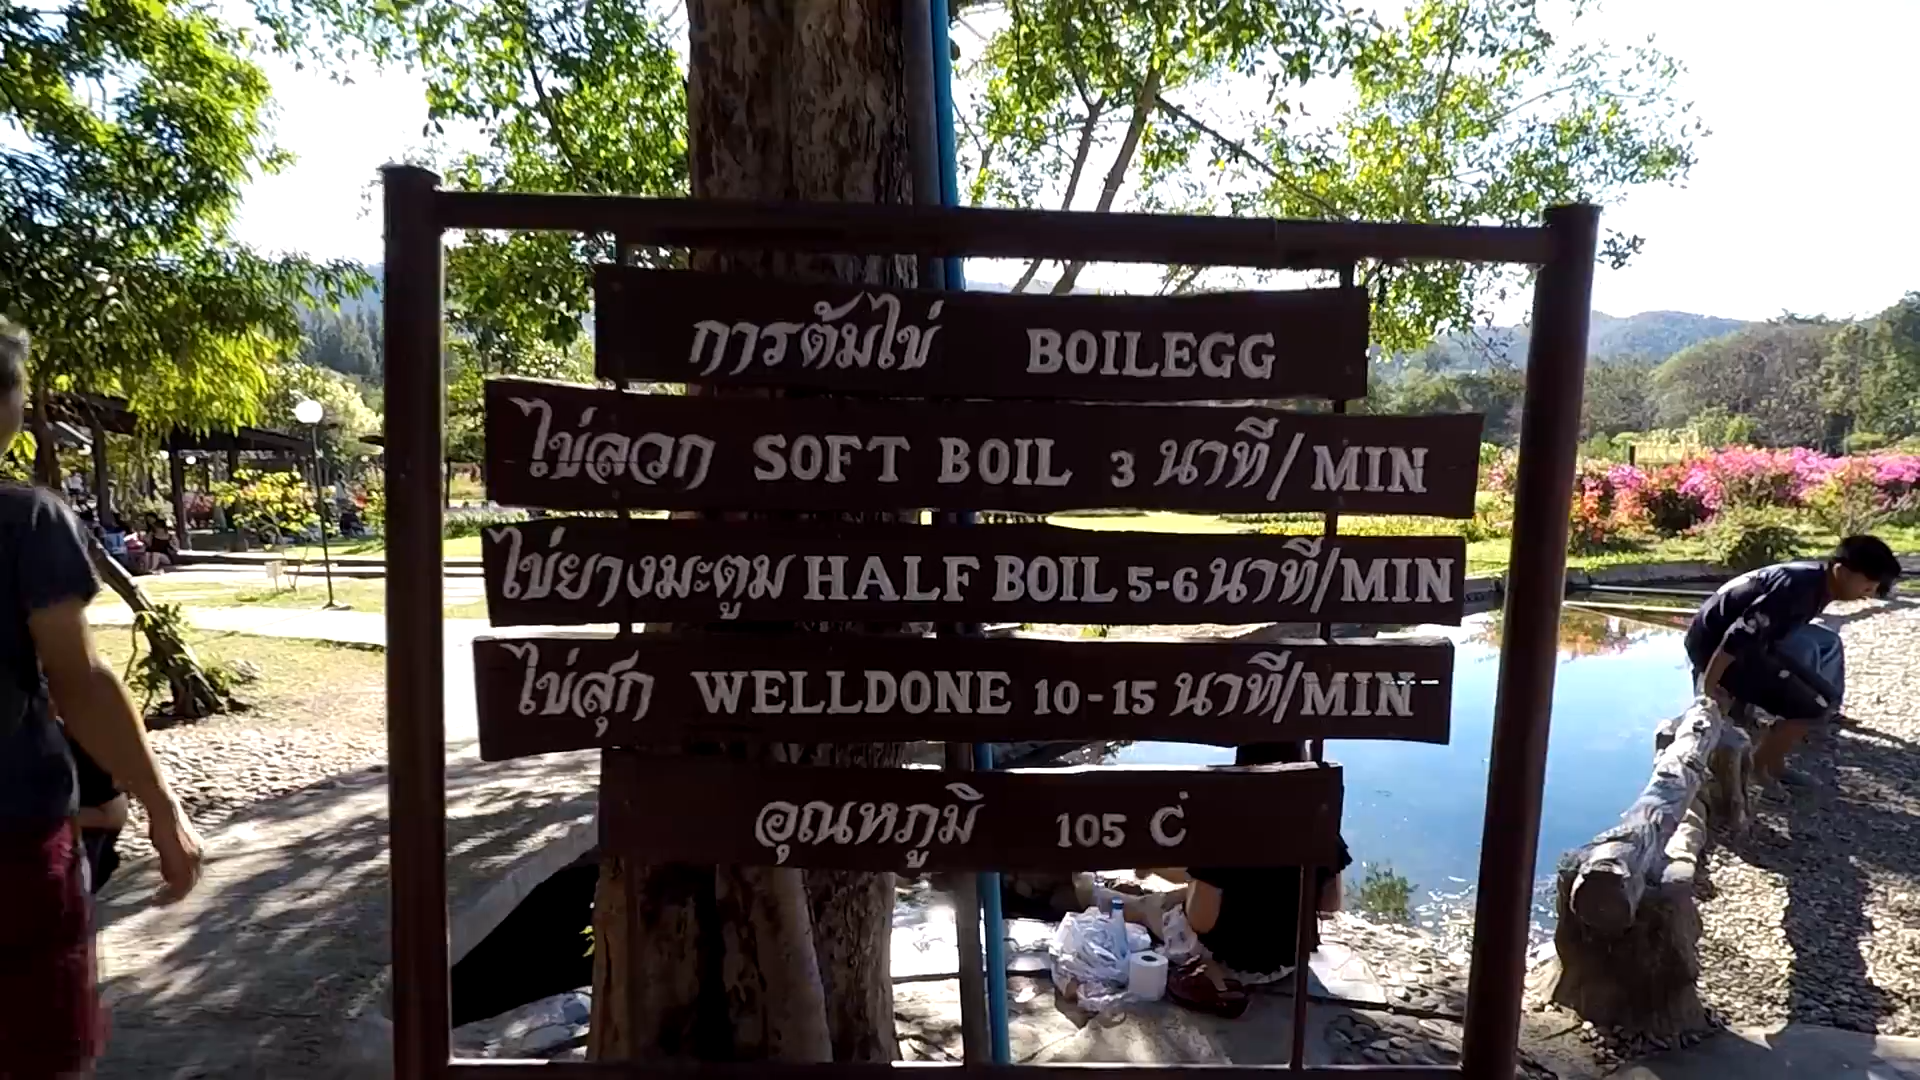 การต้มไข่ BOILEGG
ไข่ลวก SOFT BOIL 3 นาที/MIN
ไข่ยางมะตูม HALF BOIL 5-6 นาที/MIN
ไข่สุก WELLDONE 10-15 นาที/MIN
อุณหภูมิ 105 C่